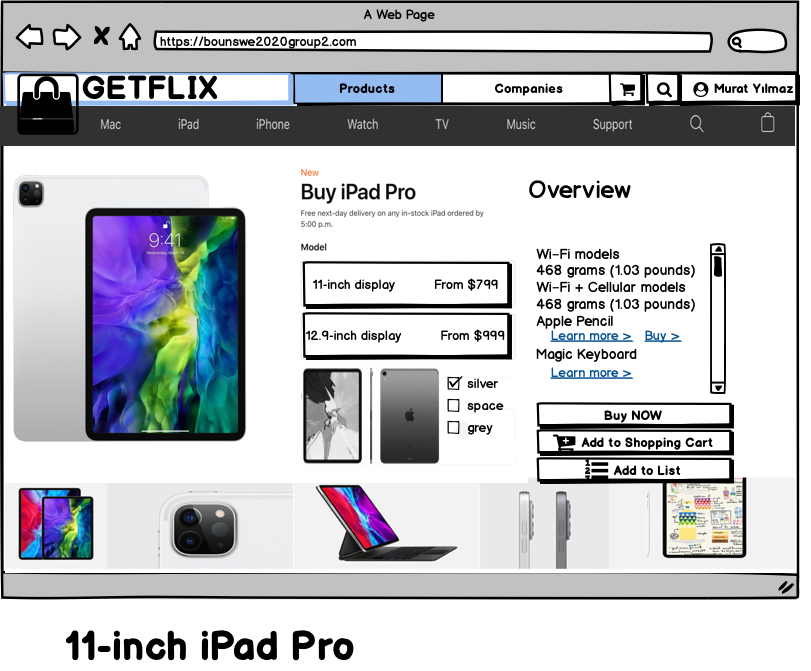 A Web Page
https://bounswe2020group2.com
GETFLIX
Products
Companies
Murat Yılmaz
Mac iPad iPhone Watch TV Music Support
New
Buy iPad Pro
Free next-day delivery on any in-stock iPad ordered by
5:00 p.m.
Model
11-inch display From $799
12.9-inch display From $999
silver
space
grey
9:41
Overview
Wi-Fi models
468 grams (1.03 pounds)
Wi-Fi + Cellular models
468 grams (1.03 pounds)
Apple Pencil
Learn more > Buy >
Magic Keyboard
Learn more >
Buy NOW
Add to Shopping Cart
Add to List
11-inch iPad Pro